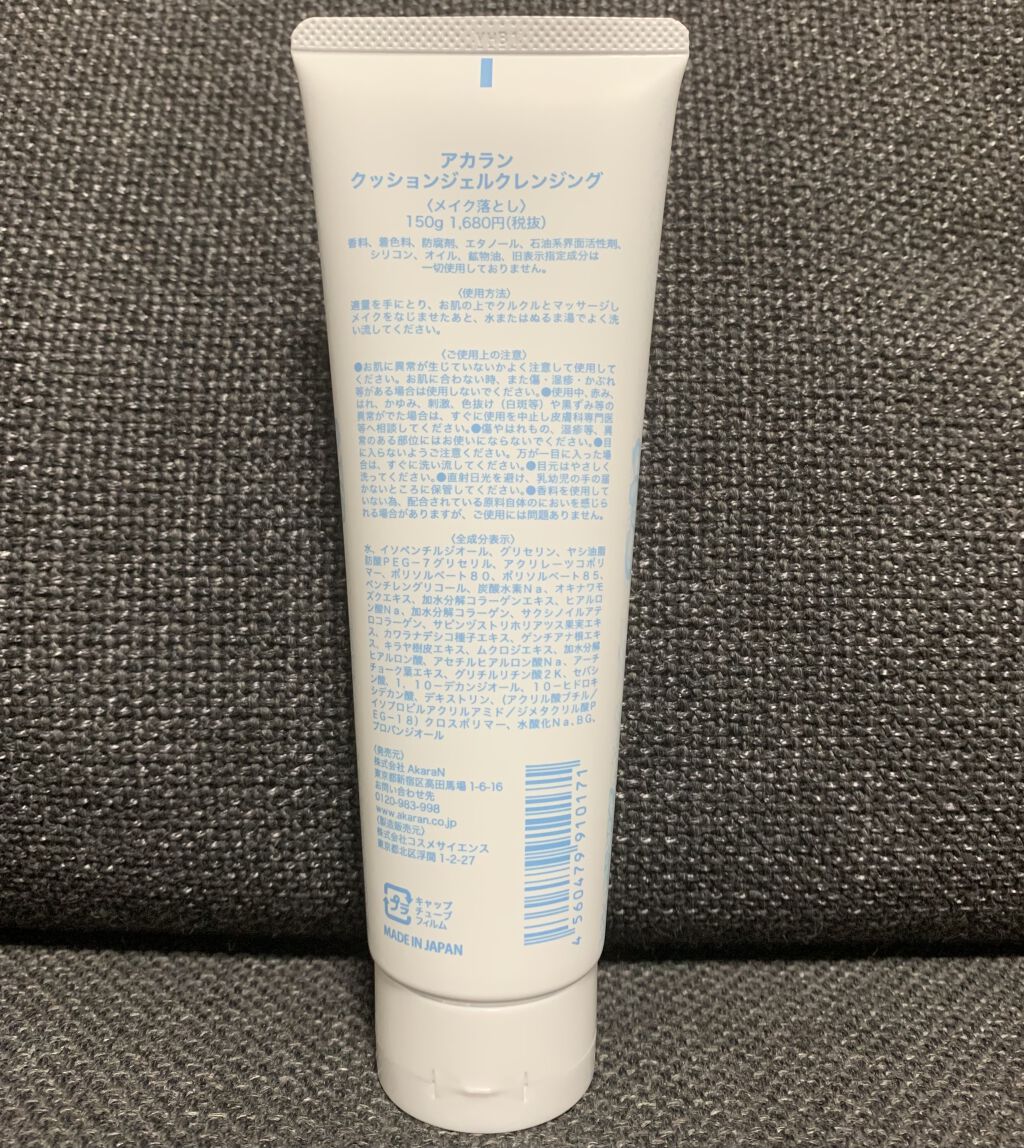 アカラン
クッションジェルクレンジング
〈メイク落とし〉
150g 1,680円(税抜)
香料、着色料、防腐剤、エタノール、石油系界面活性剤、
シリコン、オイル、鉱物油、旧表示指定成分は
一切使用しておりません。
〈使用方法〉
適量を手にとり、お肌の上でクルクルとマッサージし
メイクをなじませたあと、水またはぬるま湯でよく洗
い流してください。
〈ご使用上の注意〉
●お肌に異常が生じていないかよく注意して使用して
ください。お肌に合わない時、また傷・湿疹・かぶれ
等がある場合は使用しないでください。●使用中、赤み、
はれ、かゆみ、刺激、色抜け（白斑等）や黒ずみ等の
異常がでた場合は、すぐに使用を中止し皮膚科専門医
等へ相談してください。●傷やはれもの、湿疹等、異
常のある部位にはお使いにならないでください。●目
に入らないようご注意ください。万が一目に入った場
合は、すぐに洗い流してください。●目元はやさしく
洗ってください。●直射日光を避け、乳幼児の手の届
かないところに保管してください。●香料を使用して
いない為、配合されている原料自体のにおいを感じら
れる場合がありますが、ご使用には問題ありません。
〈全成分表示〉
水、イソペンチルジオール、グリセリン、ヤシ油脂
肪酸ＰＥＧ－７グリセリル、アクリレーツコポリ
マー、ポリソルベート８０、ポリソルベート８５、
ペンチレングリコール、炭酸水素Ｎａ、オキナワモ
ズクエキス、加水分解コラーゲンエキス、ヒアルロ
ン酸Ｎａ、加水分解コラーゲン、サクシノイルアテ
ロコラーゲン、サピンヅストリホリアツス果実エキ
ス、カワラナデシコ種子エキス、ゲンチアナ根エキ
ス、キラヤ樹皮エキス、ムクロジエキス、加水分解
ヒアルロン酸、アセチルヒアルロン酸Ｎａ、アーチ
チョーク葉エキス、グリチルリチン酸２Ｋ、セバシ
ン酸、１，１０－デカンジオール、１０－ヒドロキ
シデカン酸、デキストリン、（アクリル酸ブチル／
イソプロピルアクリルアミド／ジメタクリル酸Ｐ
ＥＧ－１８）クロスポリマー、水酸化Ｎａ、ＢＧ、
プロパンジオール
〈発売元〉
株式会社 AkaraN
東京都新宿区高田馬場 1-6-16
お問い合わせ先
0120-983-998
www.akaran.co.jp
〈製造販売元〉
株式会社コスメサイエンス
東京都北区浮間 1-2-27
プラ
キャップ
チューブ
フィルム
MADE IN JAPAN
4 560479 910171